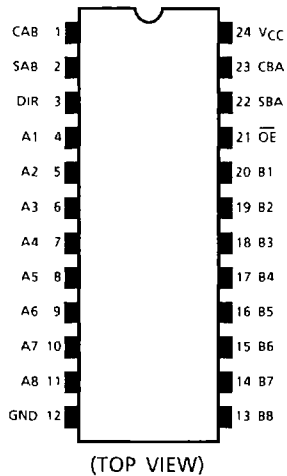 CAB 1 24 VCC
SAB 2 23 CBA
DIR 3 22 SBA
A1 4 21 O̅E̅
A2 5 20 B1
A3 6 19 B2
A4 7 18 B3
A5 8 17 B4
A6 9 16 B5
A7 10 15 B6
A8 11 14 B7
GND 12 13 B8
(TOP VIEW)